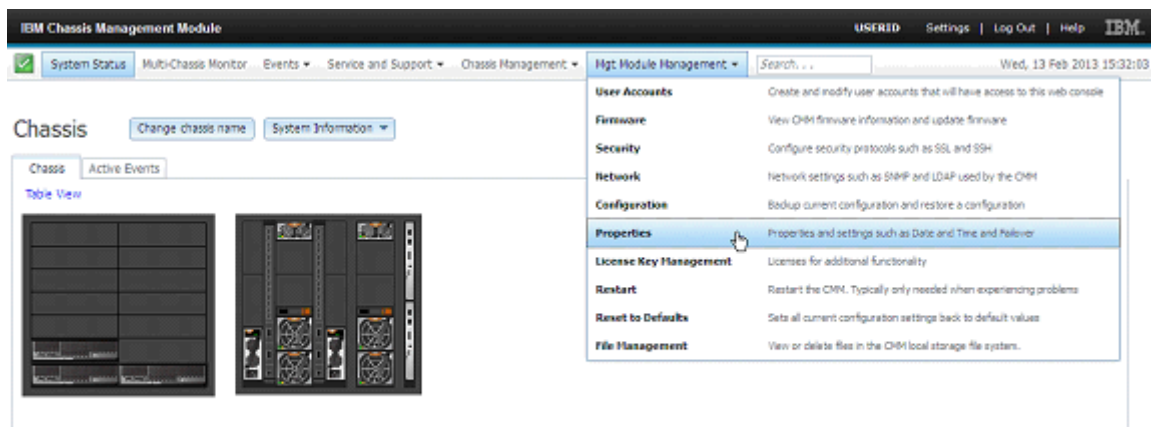 IBM Chassis Management Module USERID Settings | Log Out | Help IBM.
System Status Multi-Chassis Monitor Events Service and Support Chassis Management Mgt Module Management Search... Wed, 13 Feb 2013 15:32:03
User Accounts Create and modify user accounts that will have access to this web console
Firmware View CMM firmware information and update firmware
Chassis Change chassis name System Information
Security Configure security protocols such as SSL and SSH
Chassis Active Events
Network Network settings such as SNMP and LDAP used by the CMM
Table View
Configuration Backup current configuration and restore a configuration
Properties Properties and settings such as Date and Time and Failover
License Key Management Licenses for additional functionality
Restart Restart the CMM. Typically only needed when experiencing problems
Reset to Defaults Sets all current configuration settings back to default values
File Management View or delete files in the CMM local storage file system.